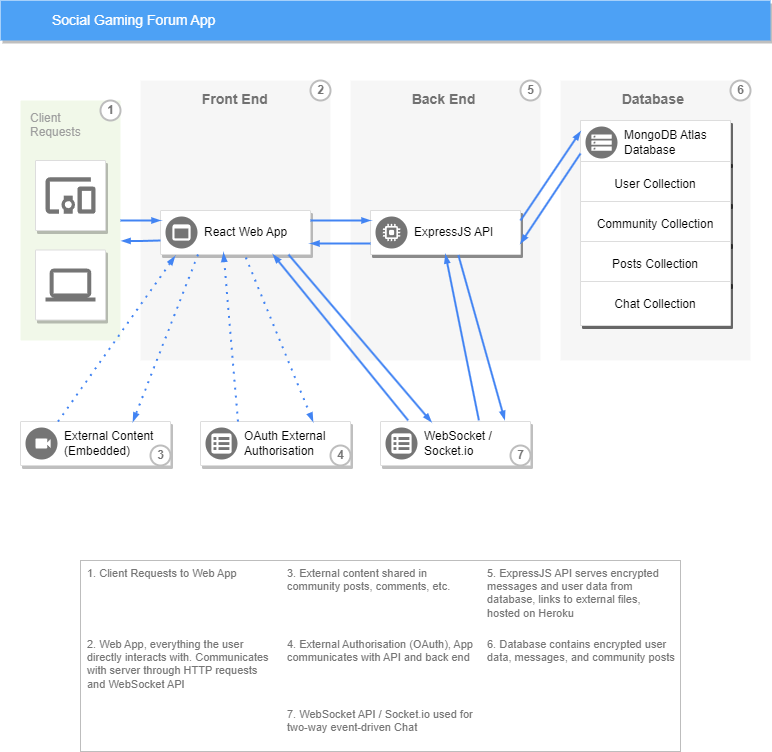 Social Gaming Forum App
1
Client
Requests
2
Front End
React Web App
5
Back End
ExpressJS API
6
Database
MongoDB Atlas
Database
User Collection
Community Collection
Posts Collection
Chat Collection
External Content
(Embedded)
3
OAuth External
Authorisation
4
WebSocket /
Socket.io
7
1. Client Requests to Web App
2. Web App, everything the user
directly interacts with. Communicates
with server through HTTP requests
and WebSocket API
3. External content shared in
community posts, comments, etc.
4. External Authorisation (OAuth), App
communicates with API and back end
7. WebSocket API / Socket.io used for
two-way event-driven Chat
5. ExpressJS API serves encrypted
messages and user data from
database, links to external files,
hosted on Heroku
6. Database contains encrypted user
data, messages, and community posts